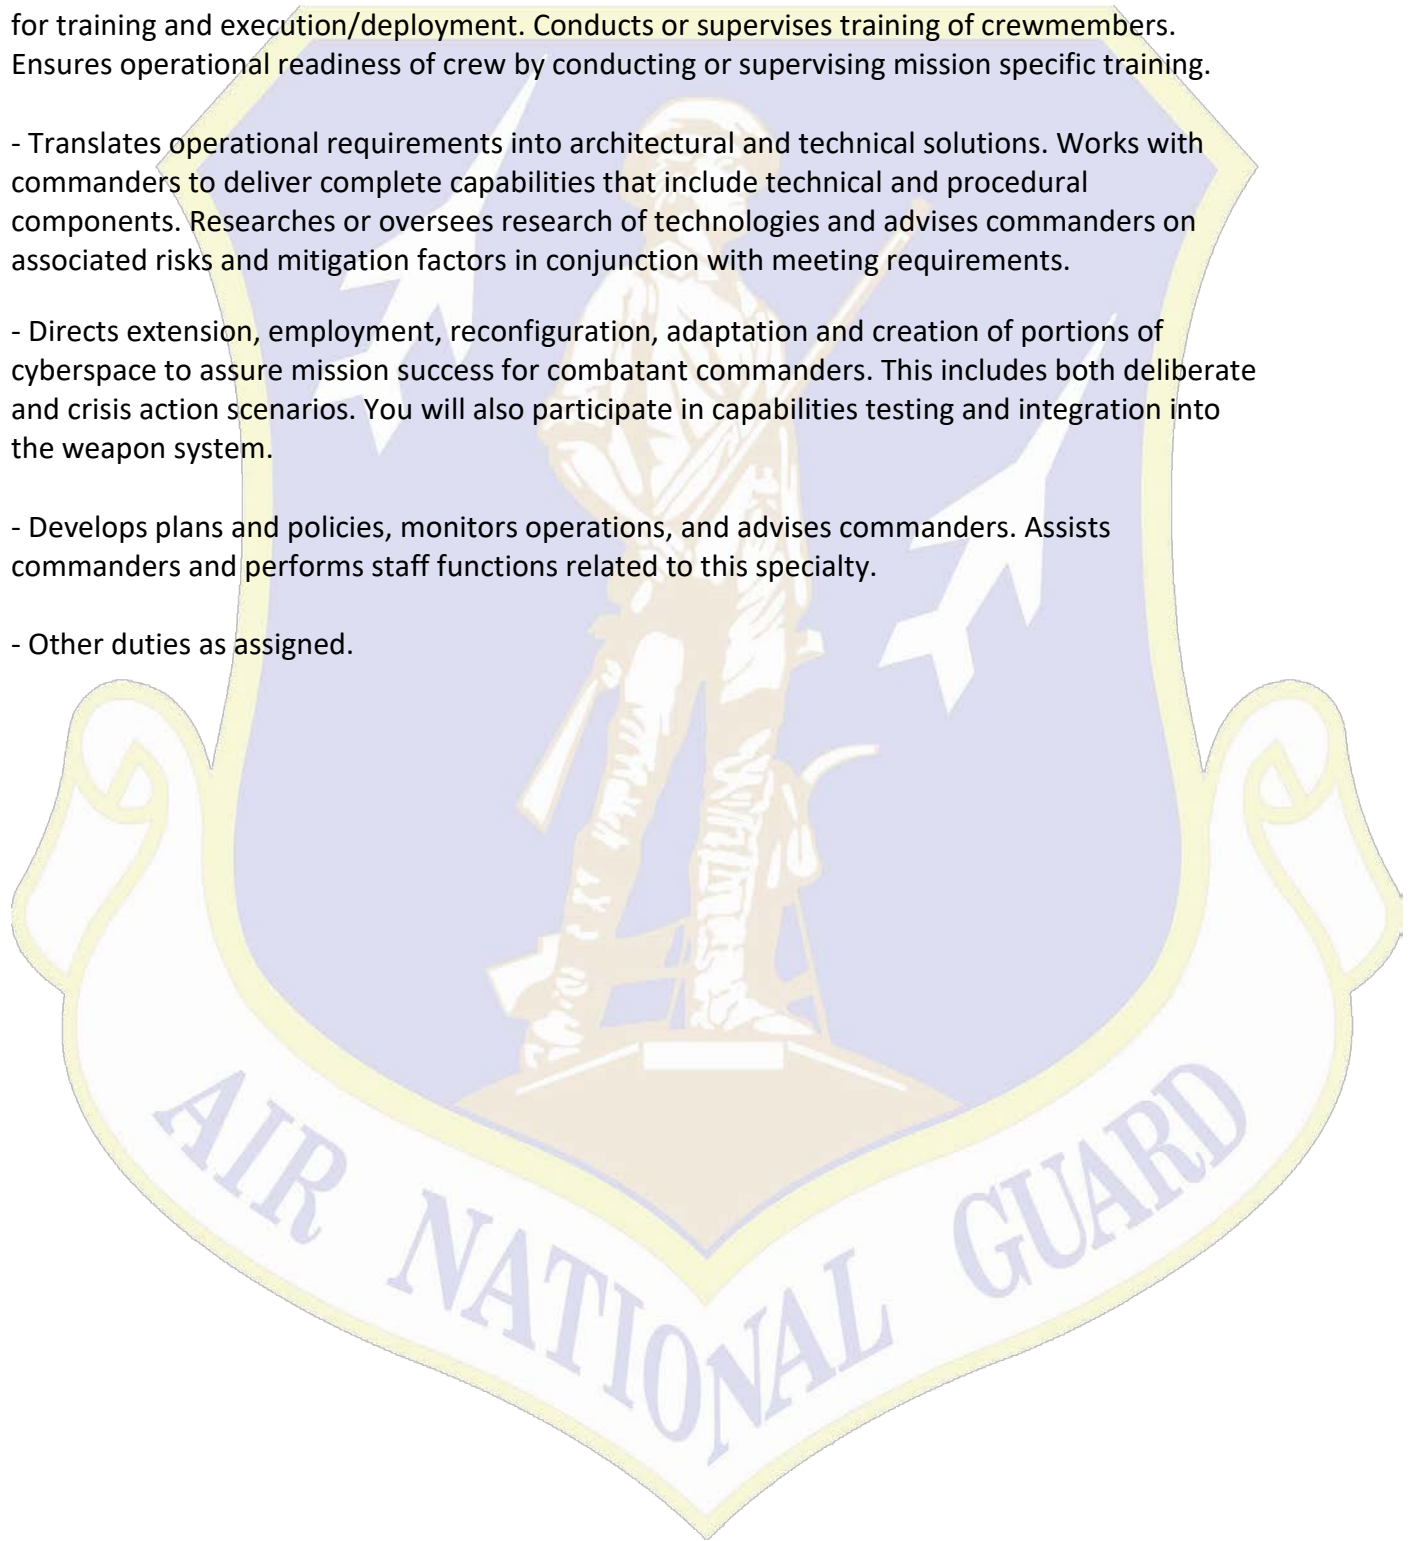 for training and execution/deployment. Conducts or supervises training of crewmembers.
Ensures operational readiness of crew by conducting or supervising mission specific training.
- Translates operational requirements into architectural and technical solutions. Works with
commanders to deliver complete capabilities that include technical and procedural
components. Researches or oversees research of technologies and advises commanders on
associated risks and mitigation factors in conjunction with meeting requirements.
- Directs extension, employment, reconfiguration, adaptation and creation of portions of
cyberspace to assure mission success for combatant commanders. This includes both deliberate
and crisis action scenarios. You will also participate in capabilities testing and integration into
the weapon system.
- Develops plans and policies, monitors operations, and advises commanders. Assists
commanders and performs staff functions related to this specialty.
- Other duties as assigned.
AIR NATIONAL GUARD